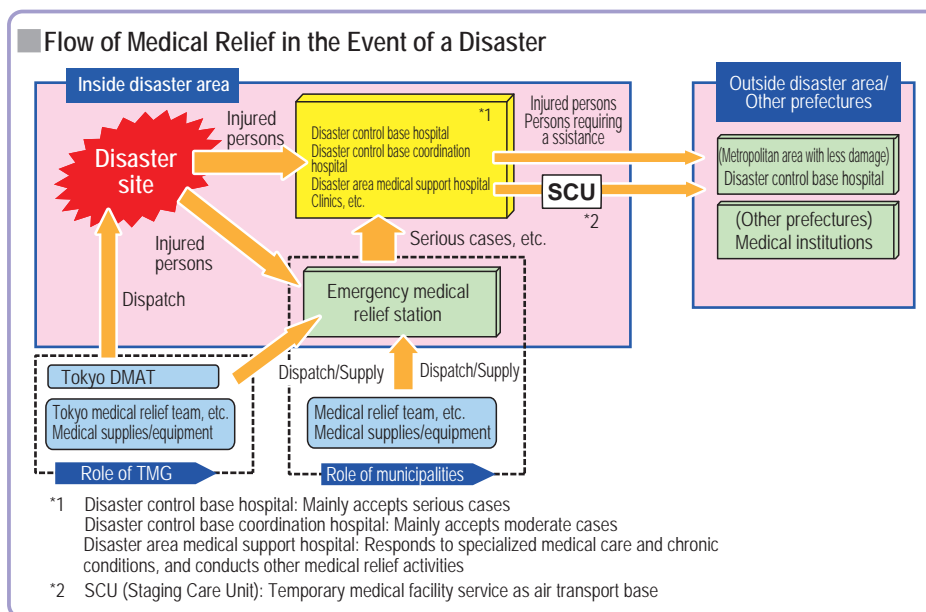 Flow of Medical Relief in the Event of a Disaster
Inside disaster area
Disaster
site
Injured
persons
*1
Disaster control base hospital
Disaster control base coordination
hospital
Disaster area medical support hospital
Clinics, etc.
Injured persons
Persons requiring
a ssistance
SCU
*2
Outside disaster area/
Other prefectures
(Metropolitan area with less damage)
Disaster control base hospital
(Other prefectures)
Medical institutions
Injured
persons
Serious cases, etc.
Dispatch
Emergency medical
relief station
Dispatch/Supply
Dispatch/Supply
Tokyo DMAT
Tokyo medical relief team, etc.
Medical supplies/equipment
Role of TMG
Medical relief team, etc.
Medical supplies/equipment
Role of municipalities
*1 Disaster control base hospital: Mainly accepts serious cases
Disaster control base coordination hospital: Mainly accepts moderate cases
Disaster area medical support hospital: Responds to specialized medical care and chronic
conditions, and conducts other medical relief activities
*2 SCU (Staging Care Unit): Temporary medical facility service as air transport base